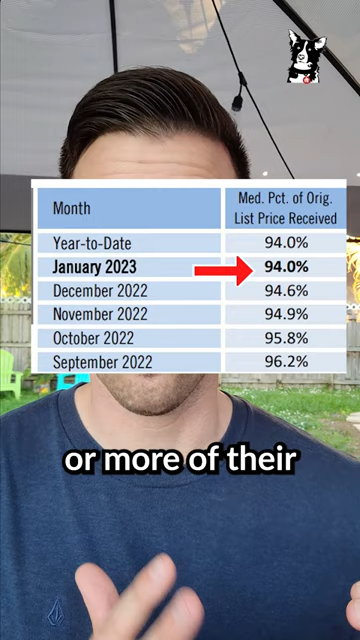 Month
Med. Pct. of Orig.
List Price Received
Year-to-Date 94.0%
January 2023 94.0%
December 2022 94.6%
November 2022 94.9%
October 2022 95.8%
September 2022 96.2%
or more of their